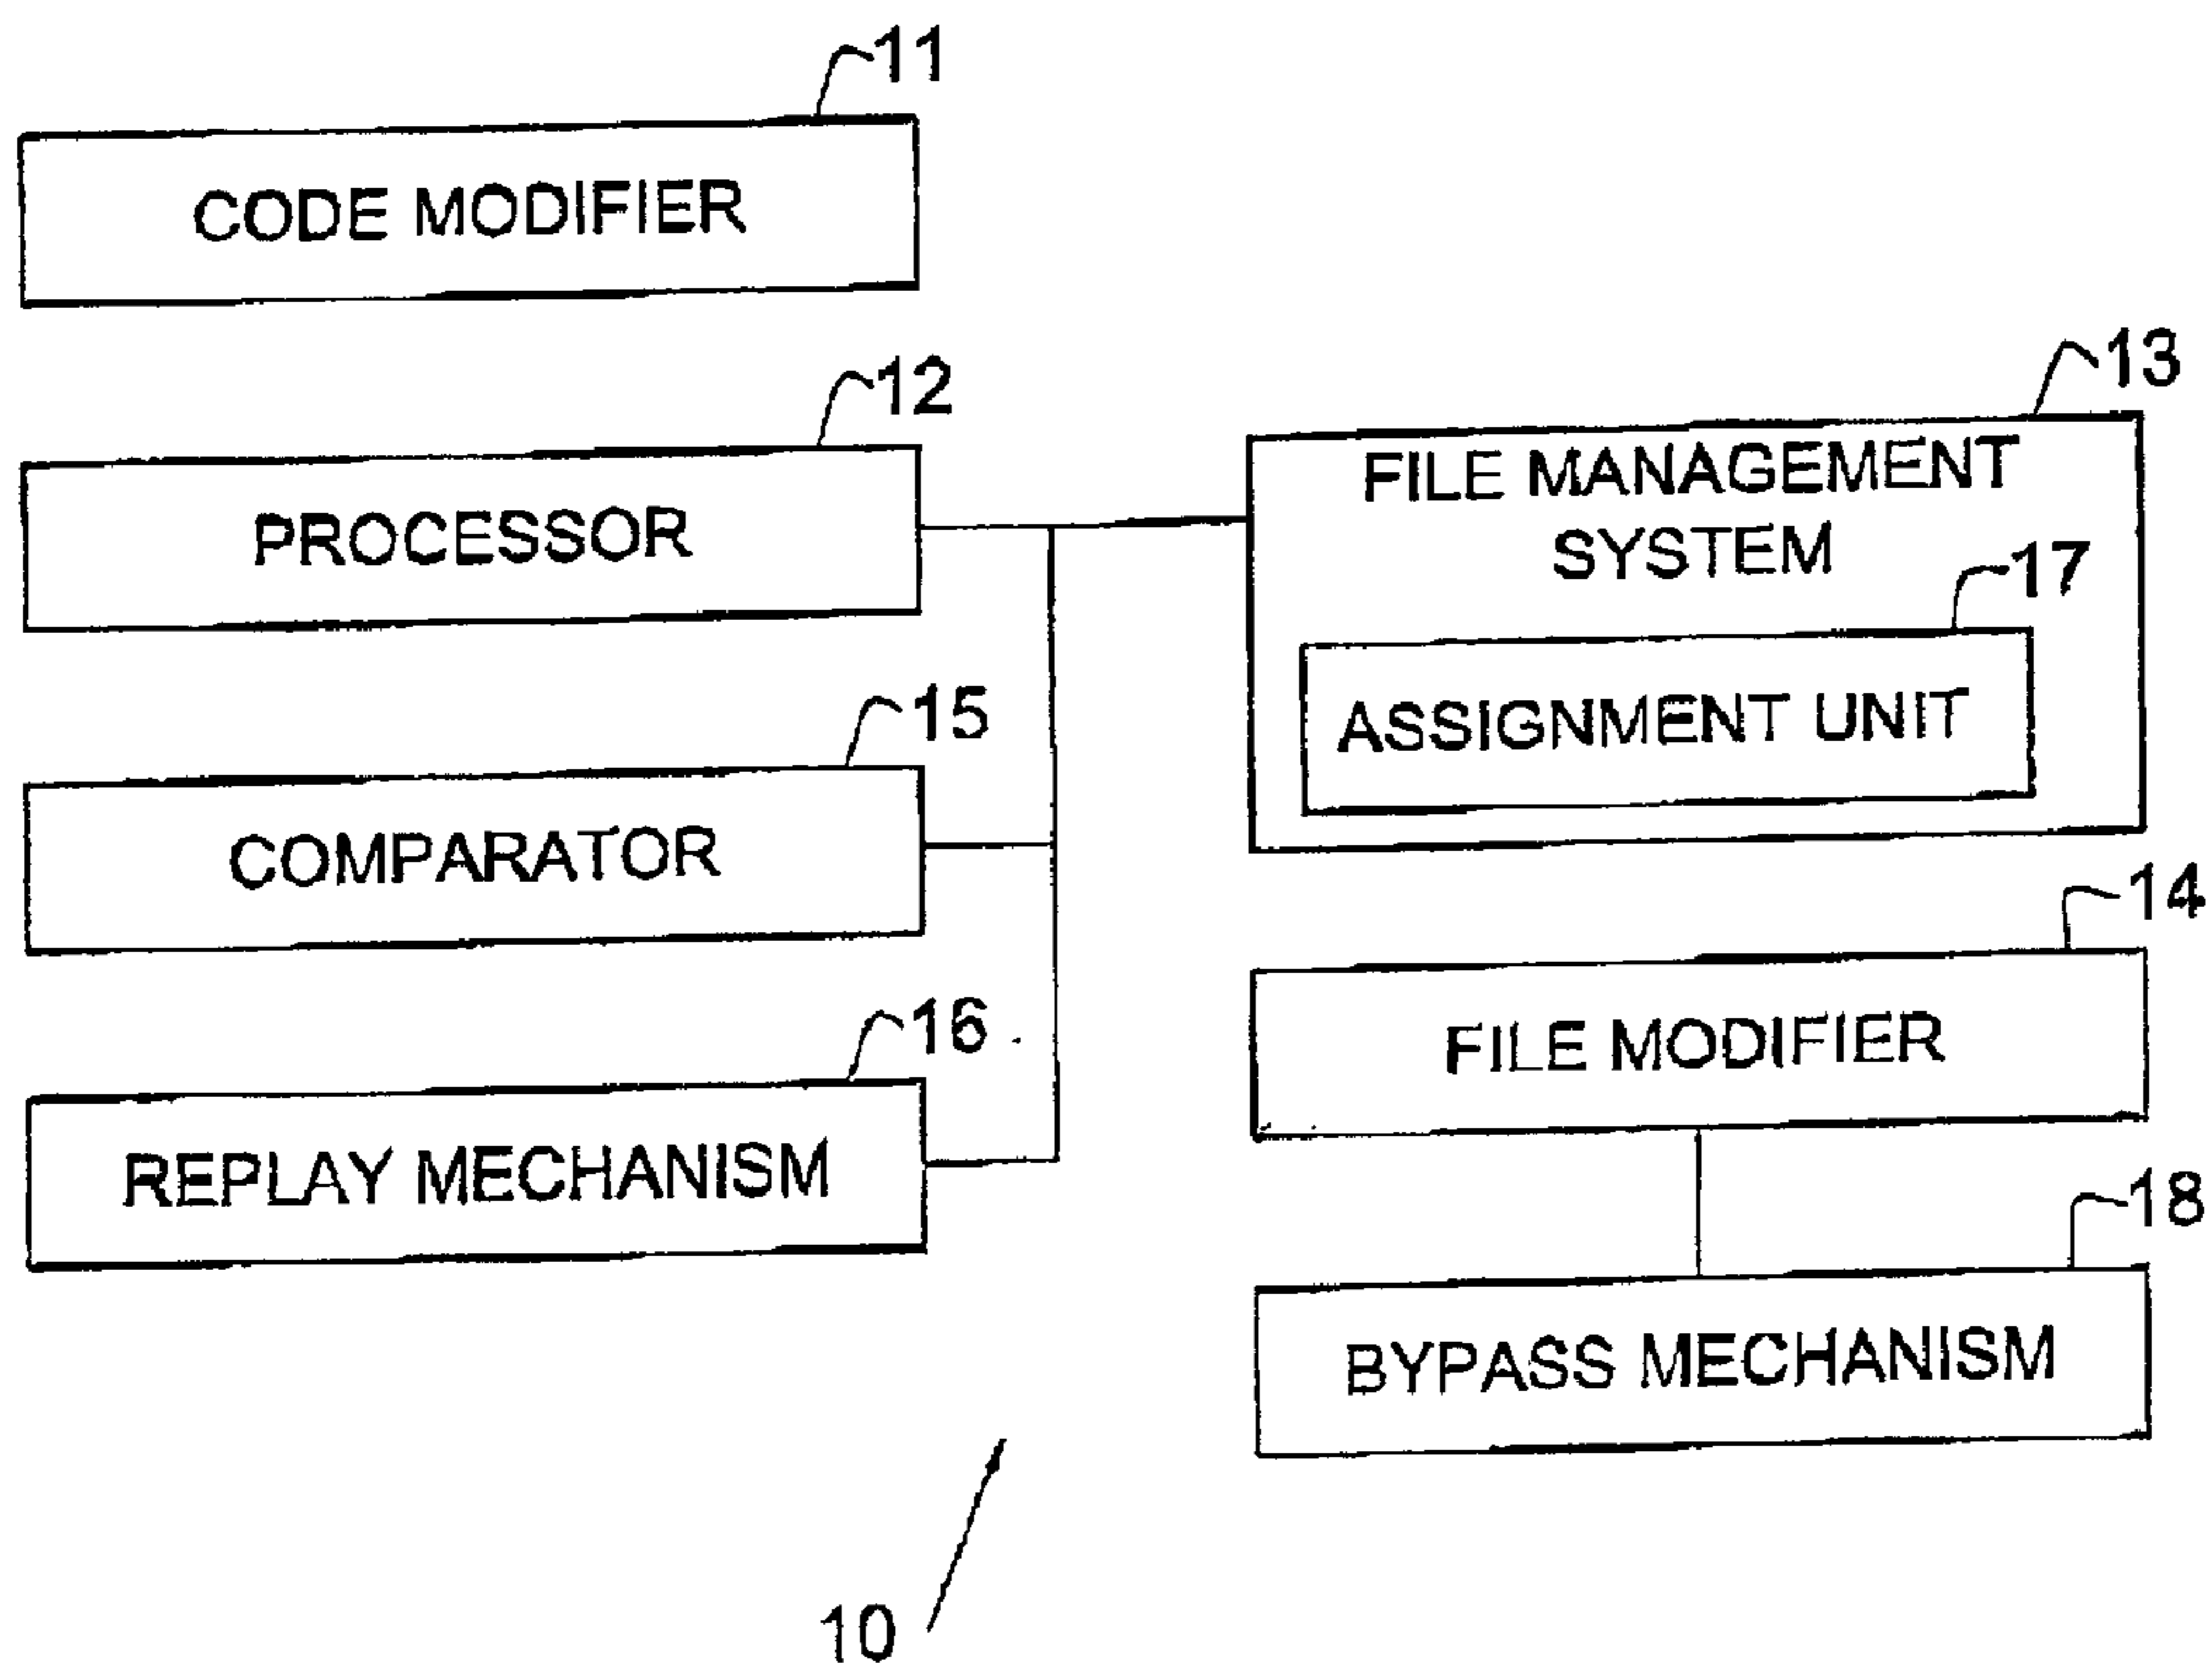 11
CODE MODIFIER
12
PROCESSOR
13
FILE MANAGEMENT
SYSTEM
17
ASSIGNMENT UNIT
15
COMPARATOR
14
FILE MODIFIER
16
REPLAY MECHANISM
18
BYPASS MECHANISM
10